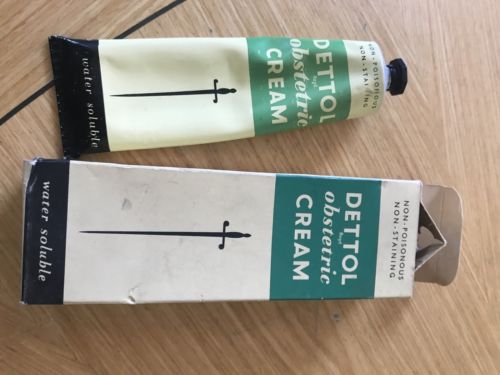 NON-POISONOUS
NON-STAINING
DETTOL
obstetric
CREAM
water soluble
NON-POISONOUS
NON-STAINING
DETTOL
obstetric
CREAM
water soluble